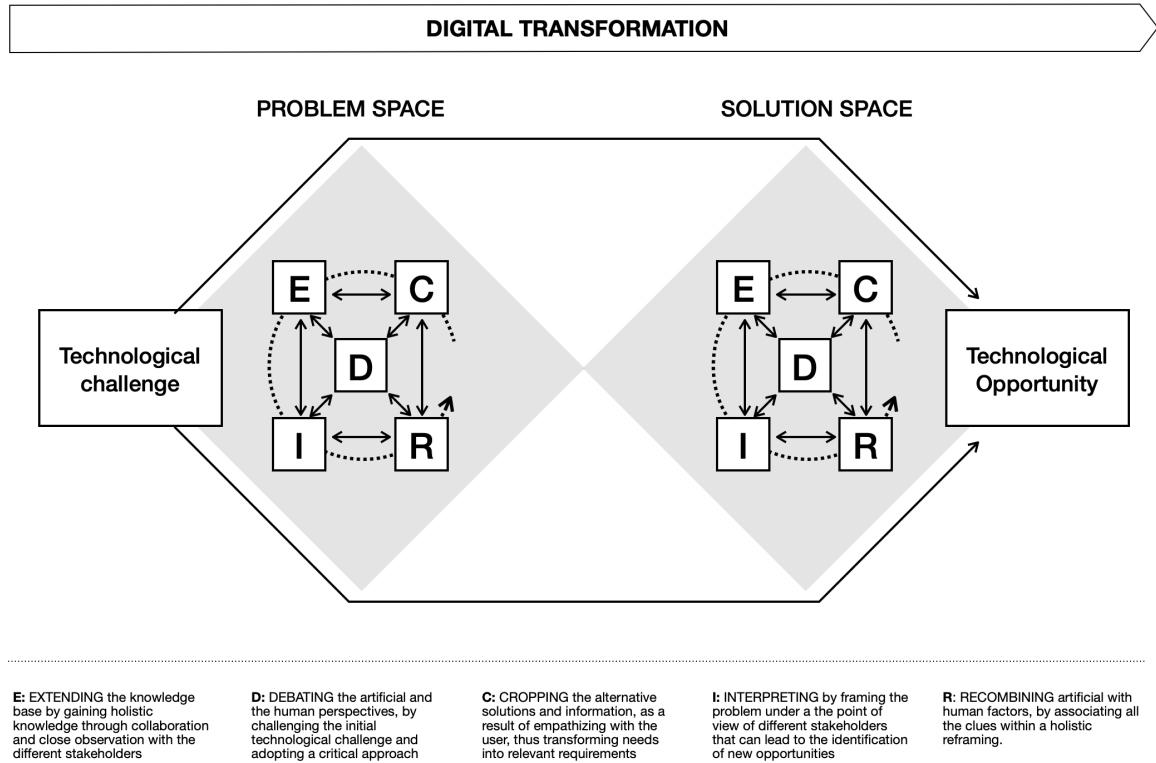 DIGITAL TRANSFORMATION
PROBLEM SPACE
SOLUTION SPACE
E
C
D
I
R
E
C
D
I
R
Technological
challenge
Technological
Opportunity
E: EXTENDING the knowledge
base by gaining holistic
knowledge through collaboration
and close observation with the
different stakeholders
D: DEBATING the artificial and
the human perspectives, by
challenging the initial
technological challenge and
adopting a critical approach
C: CROPPING the alternative
solutions and information, as a
result of empathizing with the
user, thus transforming needs
into relevant requirements
I: INTERPRETING by framing the
problem under a the point of
view of different stakeholders
that can lead to the identification
of new opportunities
R: RECOMBINING artificial with
human factors, by associating all
the clues within a holistic
reframing.